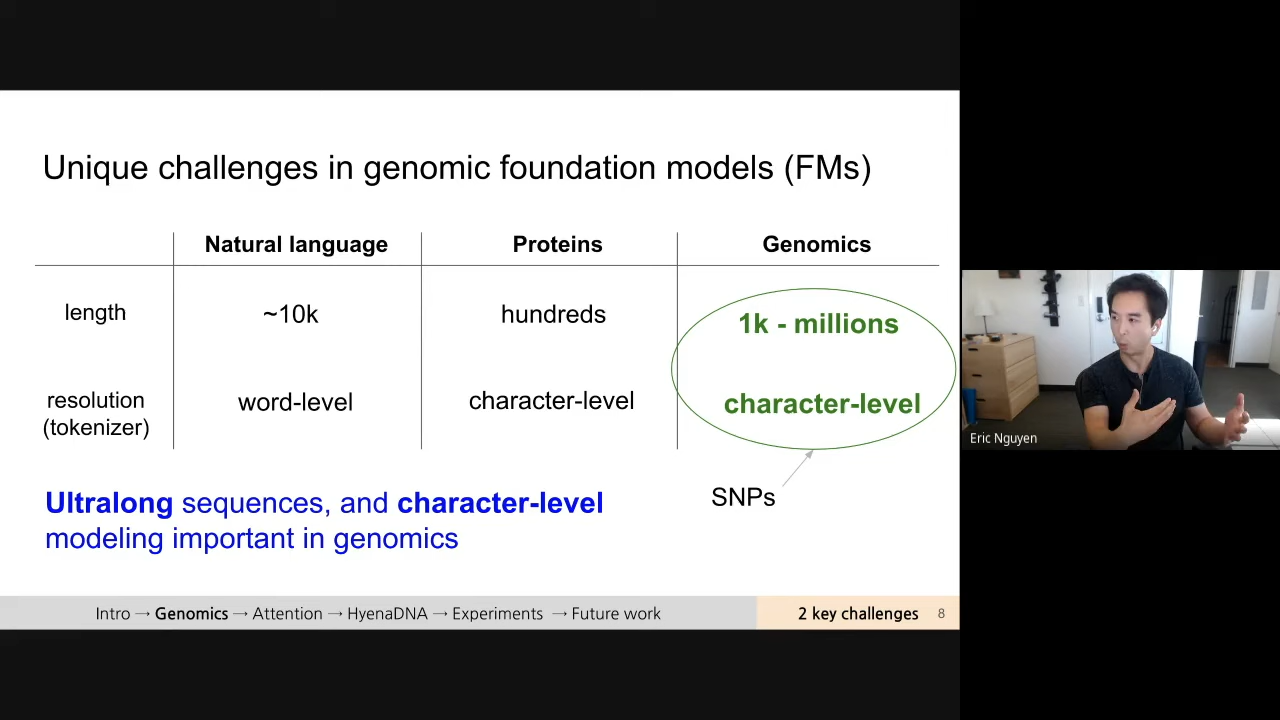 Unique challenges in genomic foundation models (FMs)
Natural language Proteins Genomics
length ~10k hundreds 1k - millions
resolution (tokenizer) word-level character-level character-level
SNPs
Ultralong sequences, and character-level
modeling important in genomics
Intro → Genomics → Attention → HyenaDNA → Experiments → Future work 2 key challenges 8
Eric Nguyen